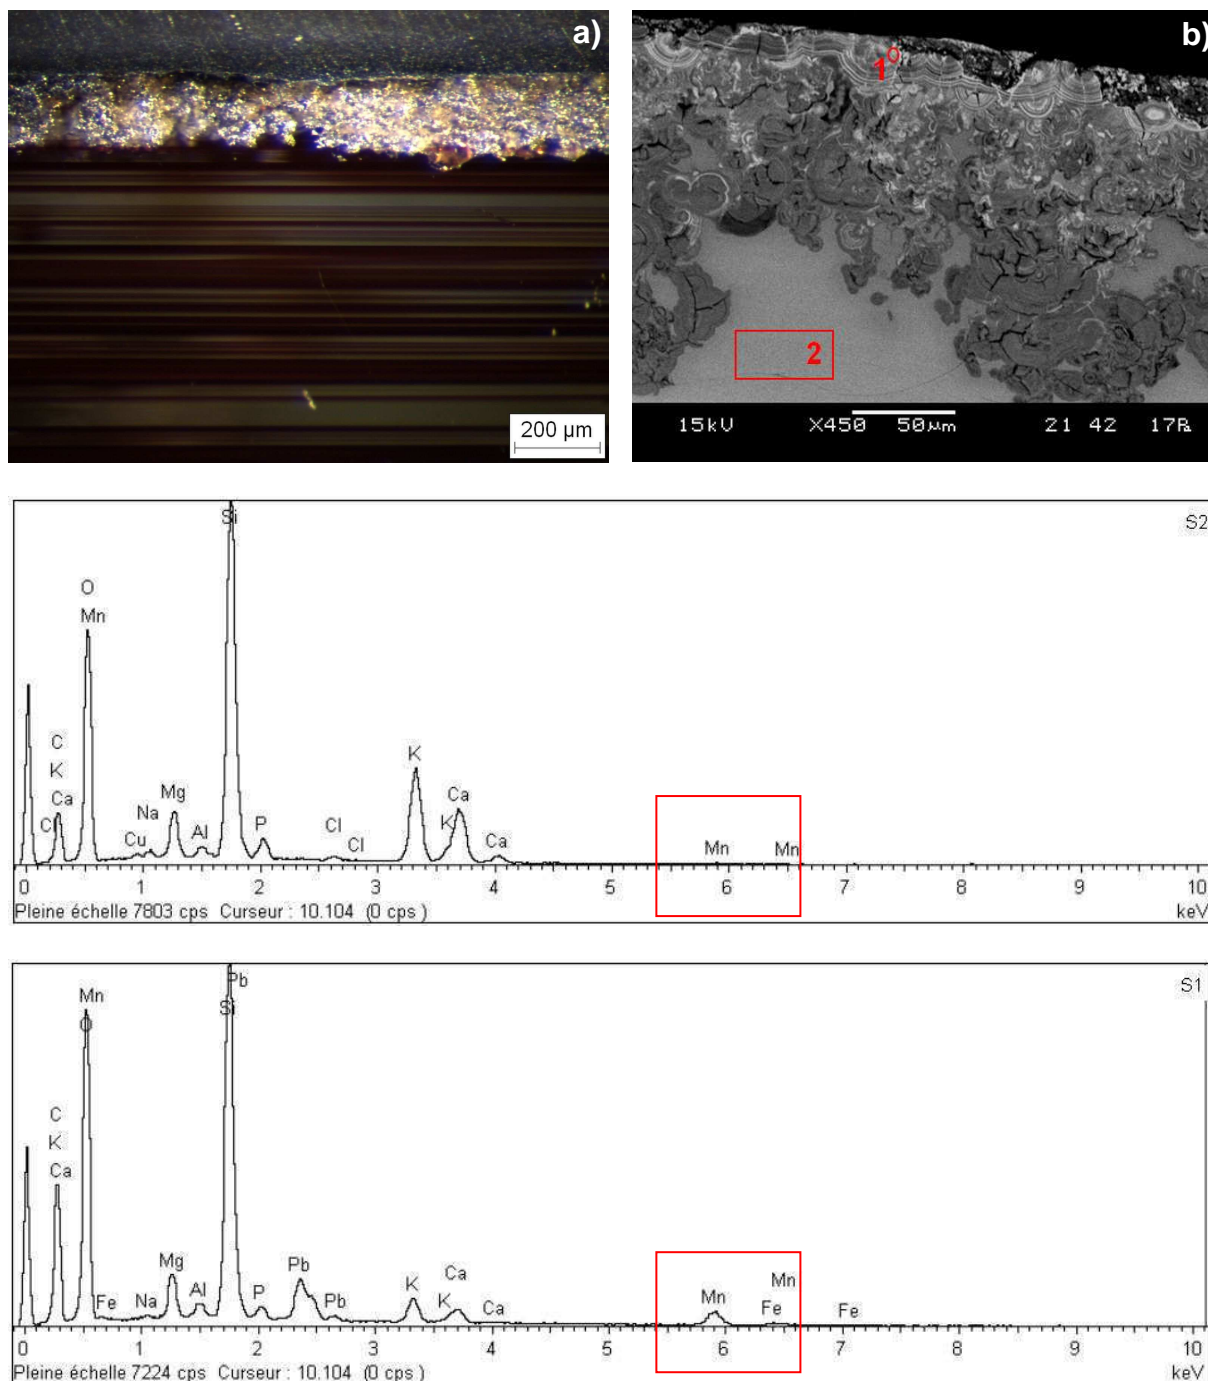 a)
200 µm
b)
1
2
15kV X450 50µm 21 42
S2
Si
O
Mn
C
K
Ca
Cl
Cu
Na
Mg
Al
P
Cl
Cl
K
K
Ca
Ca
Mn
Mn
0 1 2 3 4 5 6 7 8 9 10
keV
Pleine échelle 7803 cps Curseur : 10.104 (0 cps )
S1
Pb
Si
Mn
O
C
K
Ca
Fe
Na
Mg
Al
P
Pb
Pb
K
K
Ca
Ca
Mn
Mn
Fe
Fe
0 1 2 3 4 5 6 7 8 9 10
keV
Pleine échelle 7224 cps Curseur : 10.104 (0 cps )